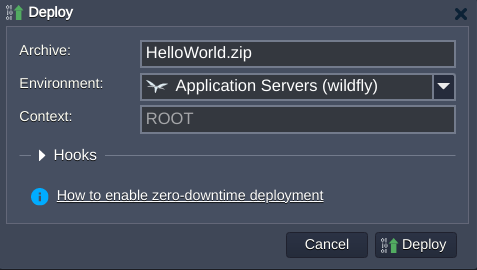 Deploy
Archive: HelloWorld.zip
Environment: Application Servers (wildfly)
Context: ROOT
Hooks
How to enable zero-downtime deployment
Cancel Deploy